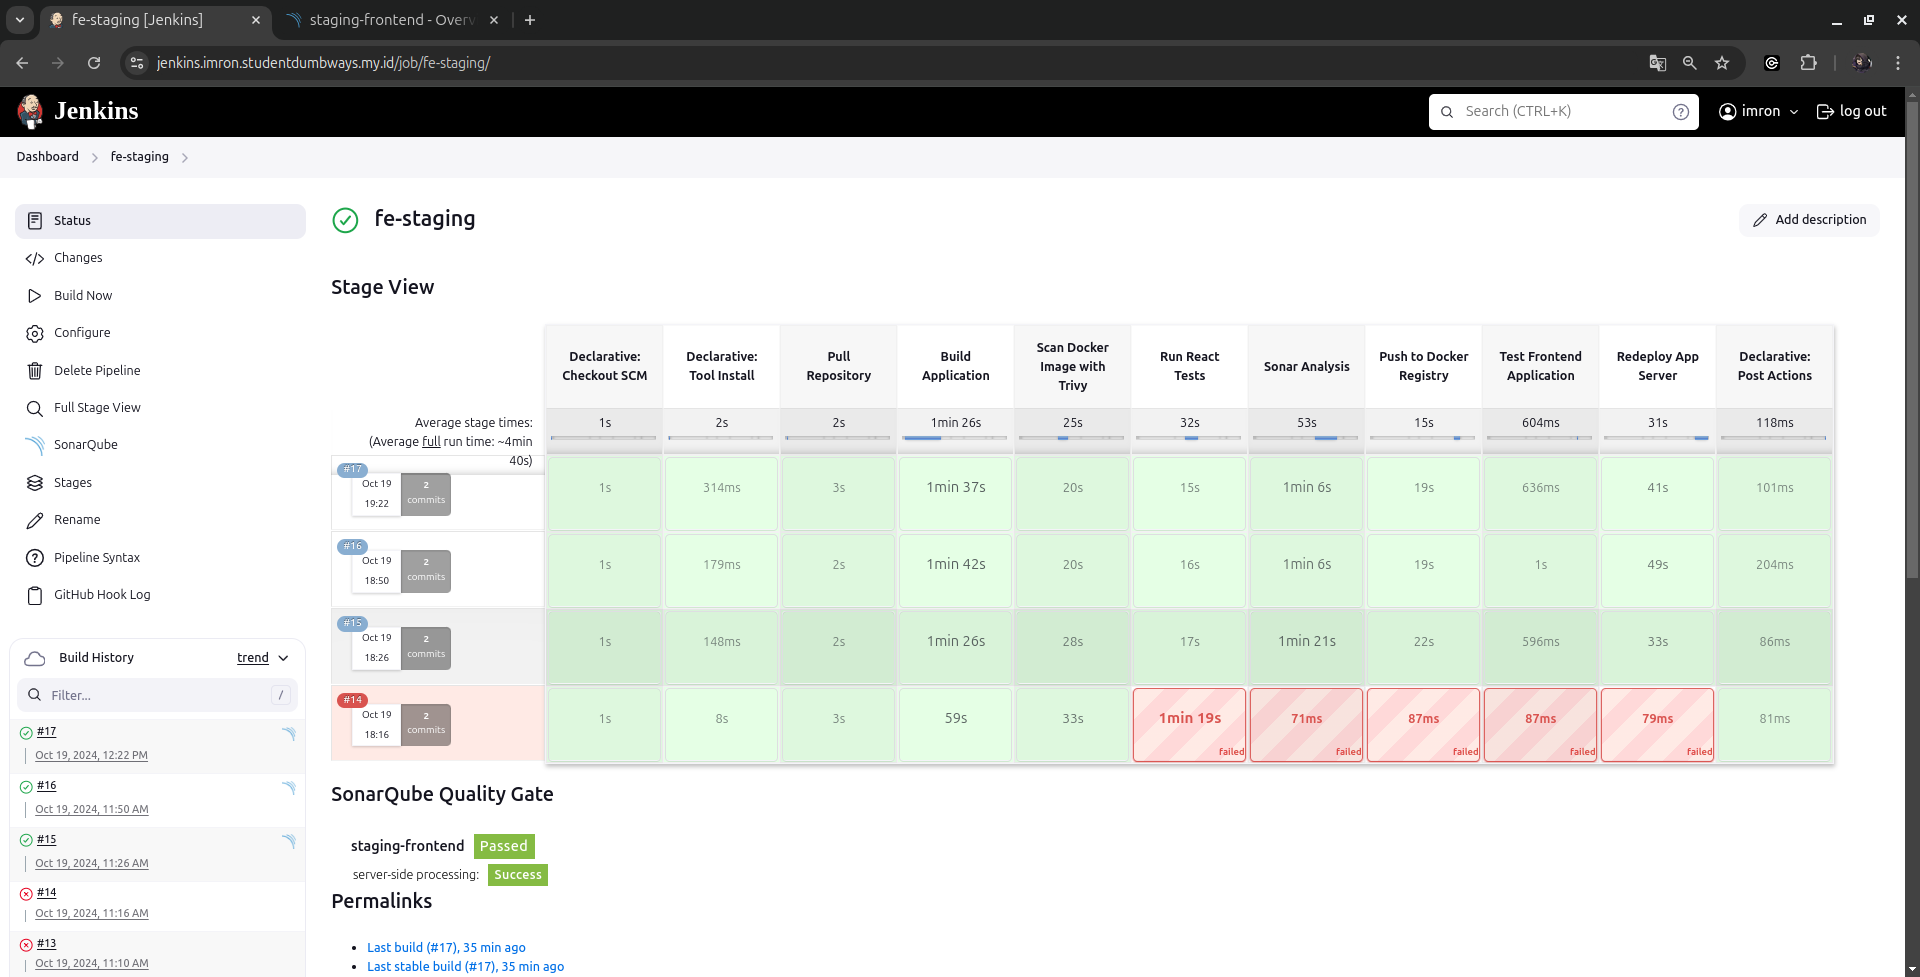 fe-staging [Jenkins]
staging-frontend - Overv
jenkins.imron.studentdumbways.my.id/job/fe-staging/
Jenkins
Search (CTRL+K)
imron
log out
Dashboard
fe-staging
Status
Changes
Build Now
Configure
Delete Pipeline
Full Stage View
SonarQube
Stages
Rename
Pipeline Syntax
GitHub Hook Log
Build History
trend
Filter...
/
#17
Oct 19, 2024, 12:22 PM
#16
Oct 19, 2024, 11:50 AM
#15
Oct 19, 2024, 11:26 AM
#14
Oct 19, 2024, 11:16 AM
#13
Oct 19, 2024, 11:10 AM
fe-staging
Add description
Stage View
Declarative: Checkout SCM
Declarative: Tool Install
Pull Repository
Build Application
Scan Docker Image with Trivy
Run React Tests
Sonar Analysis
Push to Docker Registry
Test Frontend Application
Redeploy App Server
Declarative: Post Actions
Average stage times:
(Average full run time: ~4min
40s)
1s 2s 2s 1min 26s 25s 32s 53s 15s 604ms 31s 118ms
#17
Oct 19
19:22
2
commits
1s 314ms 3s 1min 37s 20s 15s 1min 6s 19s 636ms 41s 101ms
#16
Oct 19
18:50
2
commits
1s 179ms 2s 1min 42s 20s 16s 1min 6s 19s 1s 49s 204ms
#15
Oct 19
18:26
2
commits
1s 148ms 2s 1min 26s 28s 17s 1min 21s 22s 596ms 33s 86ms
#14
Oct 19
18:16
2
commits
1s 8s 3s 59s 33s 1min 19s 71ms 87ms 87ms 79ms 81ms
failed failed failed failed failed
SonarQube Quality Gate
staging-frontend Passed
server-side processing: Success
Permalinks
Last build (#17), 35 min ago
Last stable build (#17), 35 min ago